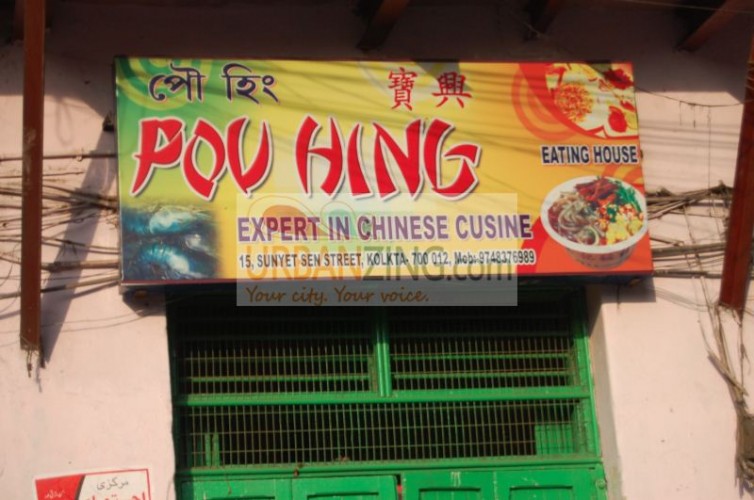 পৌ হিং
寶興
POU HING
EATING HOUSE
EXPERT IN CHINESE CUSINE
15, SUNYET SEN STREET, KOLKTA- 700 012, Mob: 9748376989
URBANZING.com
Your city. Your voice.
مرکزی